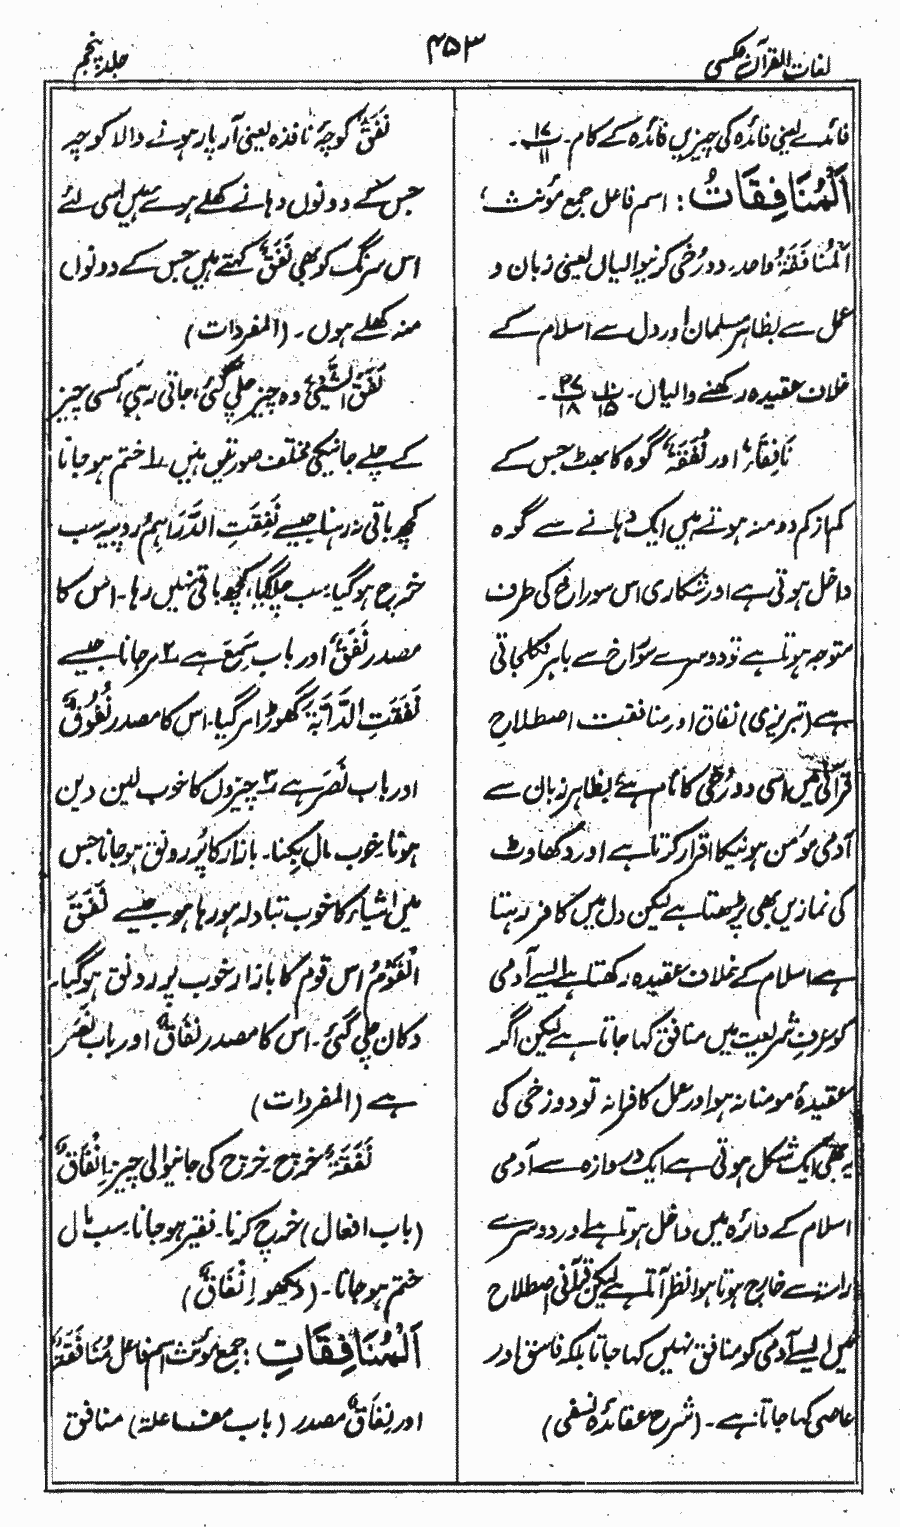 لغات القرآن عکسی
۴۵۳
جلد پنجم
فائدے یعنی فائدہ کی چیزیں فائدہ کے کام۔ پ ۱۷/۱۱۔
اَلْمُنَافِقَاتُ: اسم فاعل جمع مؤنث،
اَلْمُنَافَقَۃُ واحد۔ دو رُخی کرنیوالیاں یعنی زبان و
عمل سے بظاہر مسلمان اور دل سے اسلام کے
خلاف عقیدہ رکھنے والیاں۔ پ ۱۰/۱۵ پ ۲۷/۱۸۔
نَافِقَاءُ اور نُفَقَۃٌ گوہ کا بھٹ جس کے
کم از کم دو منہ ہوتے ہیں ایک دہانے سے گوہ
داخل ہوتی ہے اور شکاری اس سوراخ کی طرف
متوجہ ہوتا ہے تو دوسرے سوراخ سے باہر نکلجاتی
ہے (تبریزی) نفاق اور منافقت اصطلاحِ
قرآنی میں اسی دو رُخی کا نام ہے، بظاہر زبان سے
آدمی مومن ہونیکا اقرار کرتا ہے اور دکھاوٹ
کی نمازیں بھی پڑھتا ہے لیکن دل میں کافر رہتا
ہے اسلام کے خلاف عقیدہ رکھتا ہے ایسے آدمی
کو عرفِ شریعت میں منافق کہا جاتا ہے لیکن اگر
عقیدہ مومنانہ ہو اور عمل کافرانہ تو دوزخی کی
یہ بھی ایک شکل ہوتی ہے ایک دروازہ سے آدمی
اسلام کے دائرہ میں داخل ہوتا ہے اور دوسرے
راستہ سے خارج ہوتا ہوا نظر آتا ہے لیکن قرآنی اصطلاح
میں ایسے آدمی کو منافق نہیں کہا جاتا بلکہ فاسق اور
عاصی کہا جاتا ہے۔ (شرح عقائدہ نسفی)
نَفَقٌ کوچۂ نافذہ یعنی آر پار ہونے والا کوچہ
جس کے دونوں دہانے کھلے ہوئے ہیں اسی لئے
اس سرنگ کو بھی نَفَقٌ کہتے ہیں جس کے دونوں
منہ کھلے ہوں۔ (المفردات)
نَفَقَ الشَّیْءُ وہ چیز چلی گئی، جاتی رہی، کسی چیز
کے چلے جانیکی مختلف صورتیں ہیں ۱ ختم ہو جانا
کچھ باقی نہ رہنا جیسے نَفِقَتِ الدَّرَاہِمُ روپیہ سب
خرچ ہو گیا، سب چلا گیا، کچھ باقی نہیں رہا۔ اس کا
مصدر نَفَقٌ اور باب سَمِعَ ہے ۲ مرجانا جیسے
نَفَقَتِ الدَّابَۃُ گھوڑا مر گیا۔ اس کا مصدر نُفُوْقٌ
اور باب نَصَرَ ہے ۳ چیزوں کا خوب لین دین
ہونا خوب مال بکنا۔ بازار کا پُر رونق ہو جانا جس
میں اشیاء کا خوب تبادلہ ہو رہا ہو جیسے نَفَقَ
الْقَوْمُ اس قوم کا بازار خوب پر رونق ہو گیا۔
دکان چلی گئی۔ اس کا مصدر نَفَاقٌ اور باب نَصَرَ
ہے (المفردات)
نَفَقَۃٌ خرچ۔ خرچ کی جانیوالی چیز۔ اِنْفَاقٌ
(باب افعال) خرچ کرنا۔ فقیر ہو جانا۔ سب مال
ختم ہو جانا۔ (دیکھو اِنْفَاقٌ)
اَلْمُنَافِقَاتِ: جمع مؤنث اسم فاعل مُنَافَقَۃٌ
اور نِفَاقٌ مصدر (باب مفاعلۃ) منافق